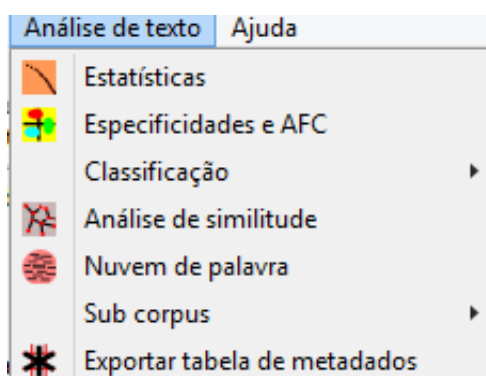 Análise de texto Ajuda
Estatísticas
Especificidades e AFC
Classificação
Análise de similitude
Nuvem de palavra
Sub corpus
Exportar tabela de metadados